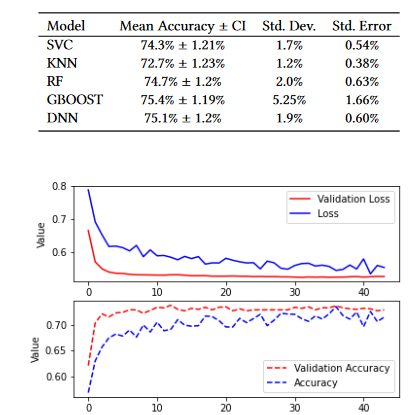 Model Mean Accuracy ± CI Std. Dev. Std. Error
SVC 74.3% ± 1.21% 1.7% 0.54%
KNN 72.7% ± 1.23% 1.2% 0.38%
RF 74.7% ± 1.2% 2.0% 0.63%
GBOOST 75.4% ± 1.19% 5.25% 1.66%
DNN 75.1% ± 1.2% 1.9% 0.60%
0.8
0.7
0.6
Value
Validation Loss
Loss
0 10 20 30 40
0.70
0.65
0.60
Value
Validation Accuracy
Accuracy
0 10 20 30 40